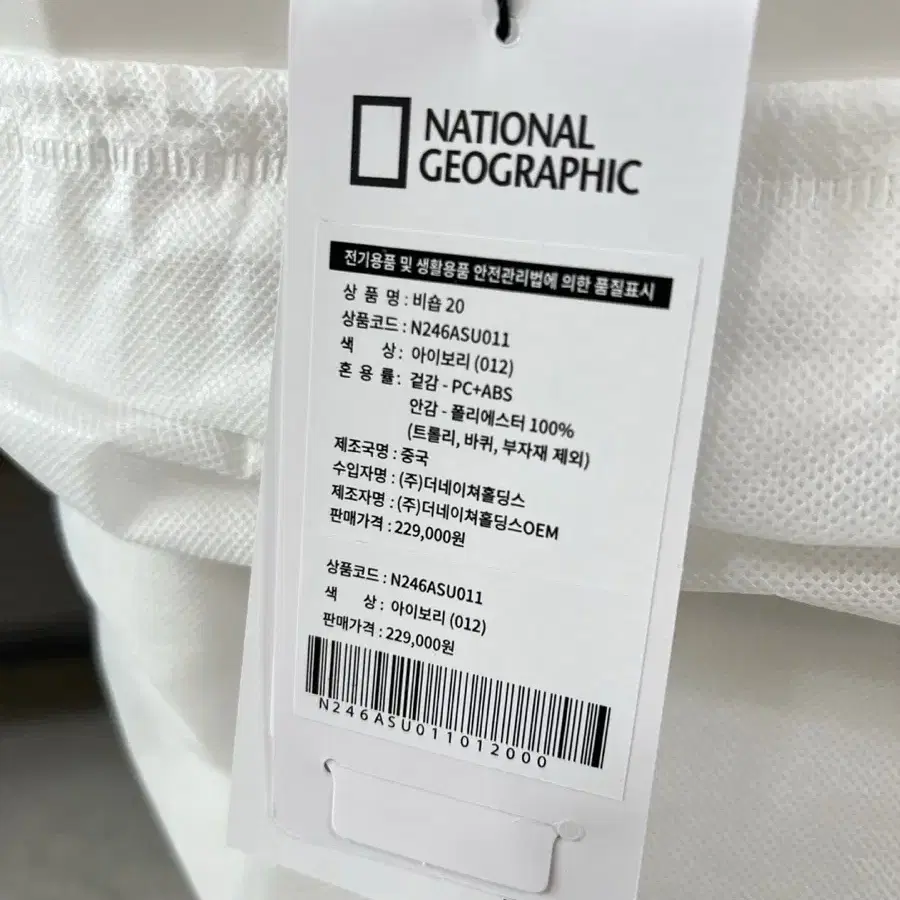 NATIONAL
GEOGRAPHIC
전기용품 및 생활용품 안전관리법에 의한 품질표시
상 품 명 : 비숍 20
상품코드 : N246ASU011
색 상 : 아이보리 (012)
혼 용 률 : 겉감 - PC+ABS
안감 - 폴리에스터 100%
(트롤리, 바퀴, 부자재 제외)
제조국명 : 중국
수입자명 : (주)더네이쳐홀딩스
제조자명 : (주)더네이쳐홀딩스OEM
판매가격 : 229,000원
상품코드 : N246ASU011
색 상 : 아이보리 (012)
판매가격 : 229,000원
N246ASU011012000